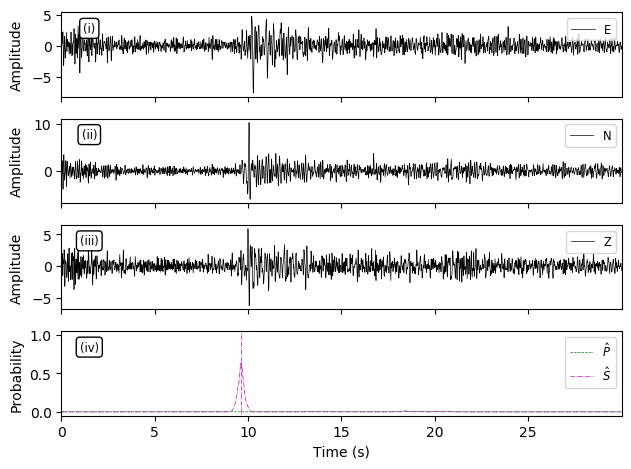 5
0
−5
Amplitude
(i)
E
10
0
Amplitude
(ii)
N
5
0
−5
Amplitude
(iii)
Z
1.0
0.5
0.0
Probability
(iv)
P̂
Ŝ
0 5 10 15 20 25
Time (s)